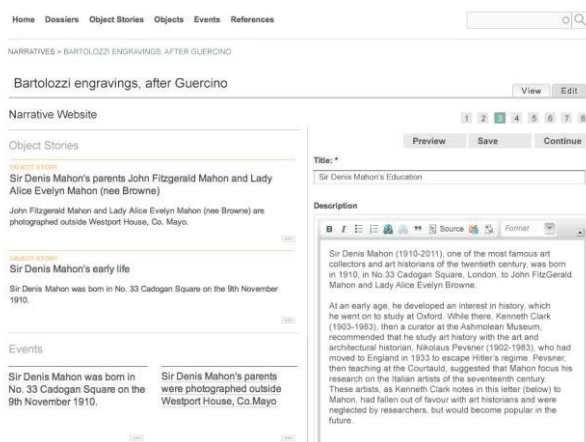 Home Dossiers Object Stories Objects Events References
NARRATIVES > BARTOLOZZI ENGRAVINGS, AFTER GUERCINO
Bartolozzi engravings, after Guercino
View Edit
Narrative Website
1 2 3 4 5 6 7 8
Object Stories
OBJECT STORY
Sir Denis Mahon's parents John Fitzgerald Mahon and Lady
Alice Evelyn Mahon (nee Browne)
John Fitzgerald Mahon and Lady Alice Evelyn Mahon (nee Browne) are
photographed outside Westport House, Co. Mayo.
OBJECT STORY
Sir Denis Mahon's early life
Sir Denis Mahon was born in No. 33 Cadogan Square on the 9th November
1910.
Events
Sir Denis Mahon was born in
No. 33 Cadogan Square on the
9th November 1910.
Sir Denis Mahon's parents
were photographed outside
Westport House, Co.Mayo
Preview Save Continue
Title: *
Sir Denis Mahon's Education
Description
B I Source Format
Sir Denis Mahon (1910-2011), one of the most famous art
collectors and art historians of the twentieth century, was born
in 1910, in No.33 Cadogan Square, London, to John FitzGerald
Mahon and Lady Alice Evelyn Browne.
At an early age, he developed an interest in history, which
he went on to study at Oxford. While there, Kenneth Clark
(1903-1983), then a curator at the Ashmolean Museum,
recommended that he study art history with the art and
architectural historian, Nikolaus Pevsner (1902-1983), who had
moved to England in 1933 to escape Hitler's regime. Pevsner,
then teaching at the Courtauld, suggested that Mahon focus his
research on the Italian artists of the seventeenth century.
These artists, as Kenneth Clark notes in this letter (below) to
Mahon, had fallen out of favour with art historians and were
neglected by researchers, but would become popular in the
future.